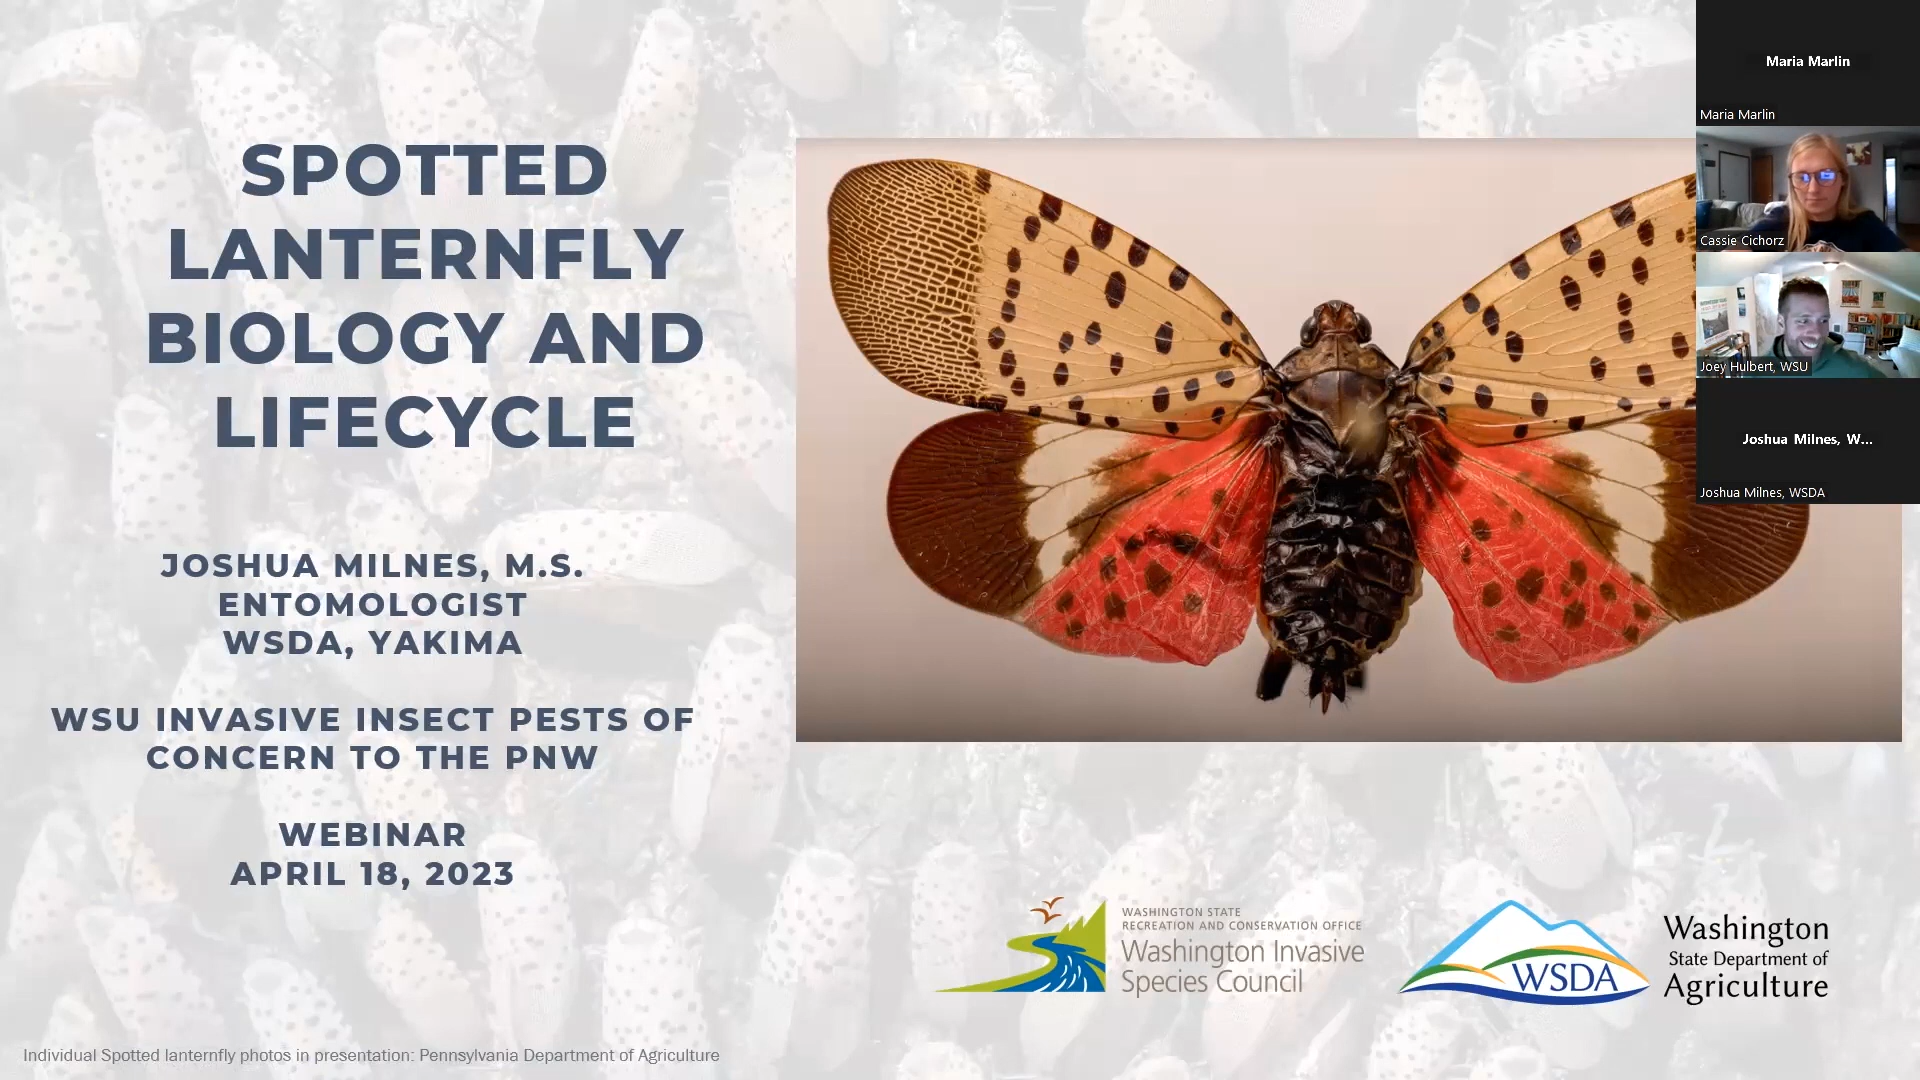 SPOTTED
LANTERNFLY
BIOLOGY AND
LIFECYCLE
JOSHUA MILNES, M.S.
ENTOMOLOGIST
WSDA, YAKIMA
WSU INVASIVE INSECT PESTS OF
CONCERN TO THE PNW
WEBINAR
APRIL 18, 2023
Individual Spotted lanternfly photos in presentation: Pennsylvania Department of Agriculture
WASHINGTON STATE
RECREATION AND CONSERVATION OFFICE
Washington Invasive
Species Council
WSDA
Washington
State Department of
Agriculture
Maria Marlin
Maria Marlin
Cassie Cichorz
Joey Hulbert, WSU
Joshua Milnes, W...
Joshua Milnes, WSDA